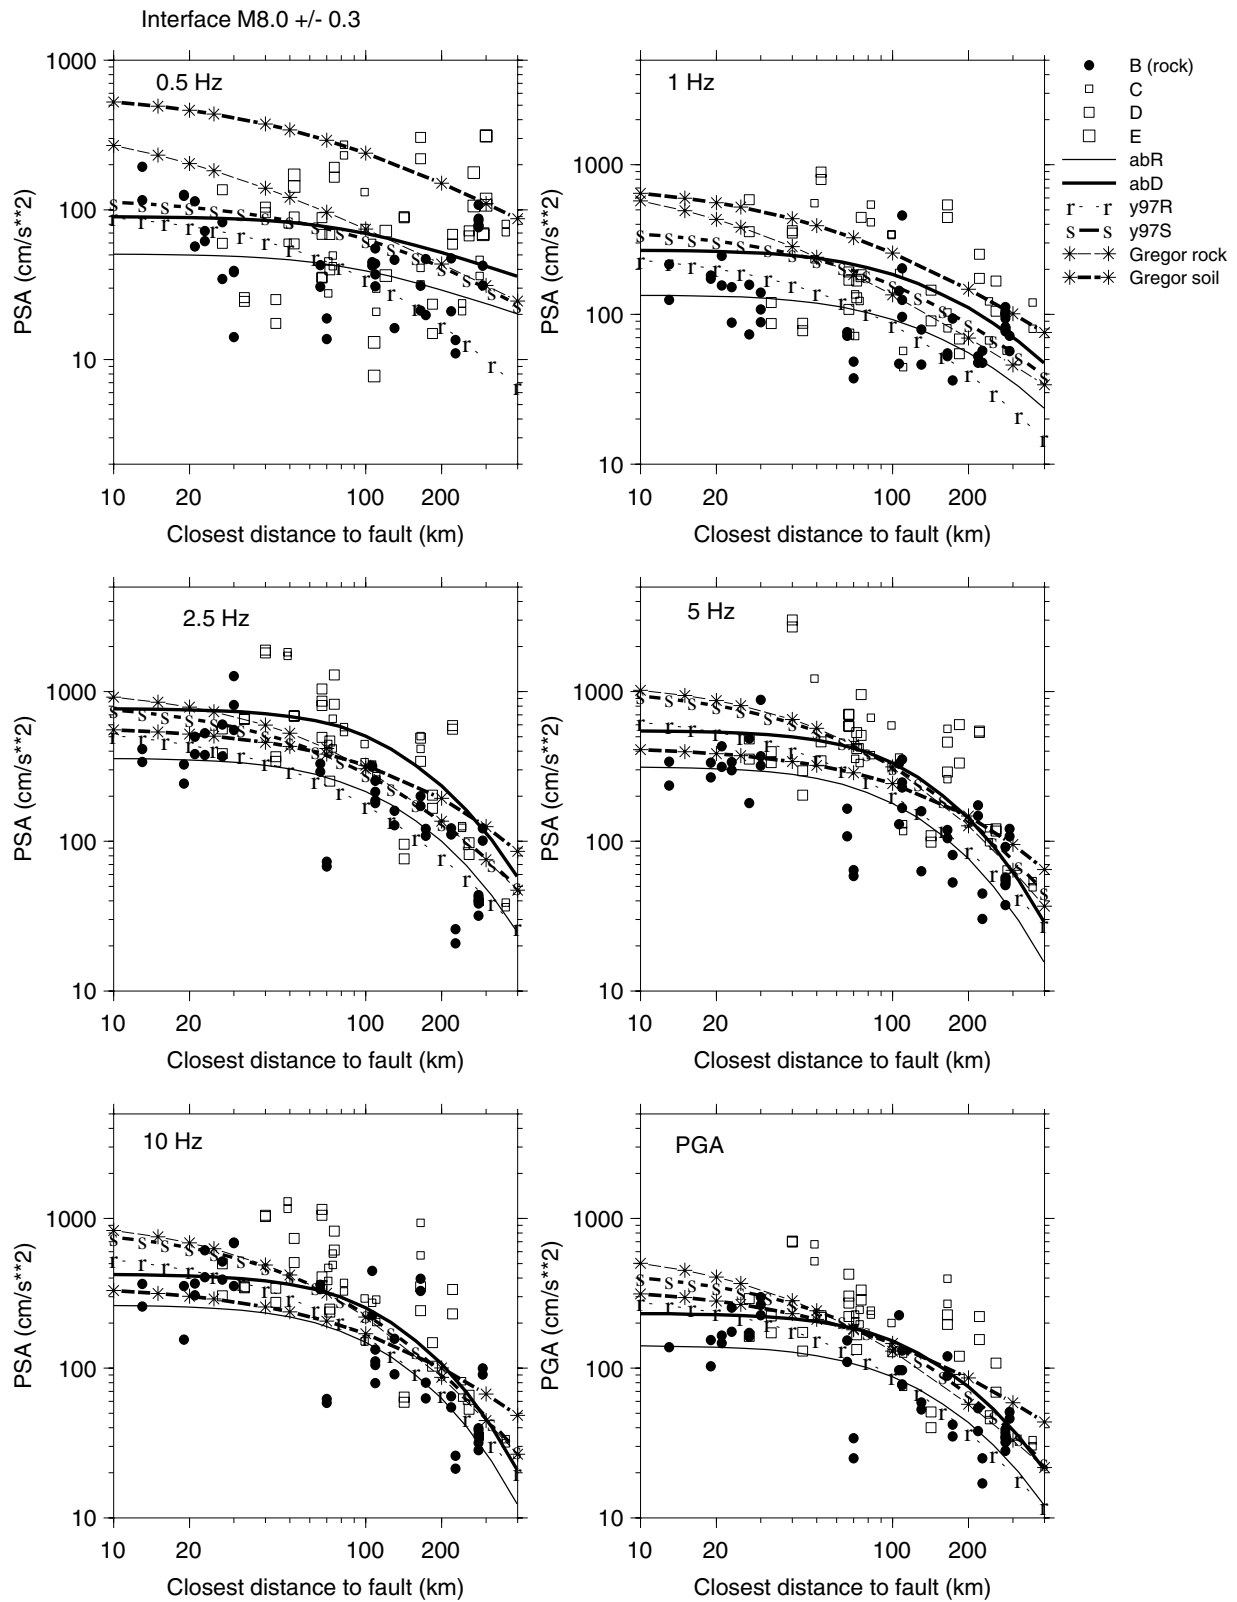 Interface M8.0 +/- 0.3
0.5 Hz
1000
100
10
PSA (cm/s**2)
10 20 100 200
Closest distance to fault (km)
1 Hz
1000
100
10
PSA (cm/s**2)
10 20 100 200
Closest distance to fault (km)
B (rock)
C
D
E
abR
abD
r r y97R
s s y97S
Gregor rock
Gregor soil
2.5 Hz
1000
100
10
PSA (cm/s**2)
10 20 100 200
Closest distance to fault (km)
5 Hz
1000
100
10
PSA (cm/s**2)
10 20 100 200
Closest distance to fault (km)
10 Hz
1000
100
10
PSA (cm/s**2)
10 20 100 200
Closest distance to fault (km)
PGA
1000
100
10
PGA (cm/s**2)
10 20 100 200
Closest distance to fault (km)